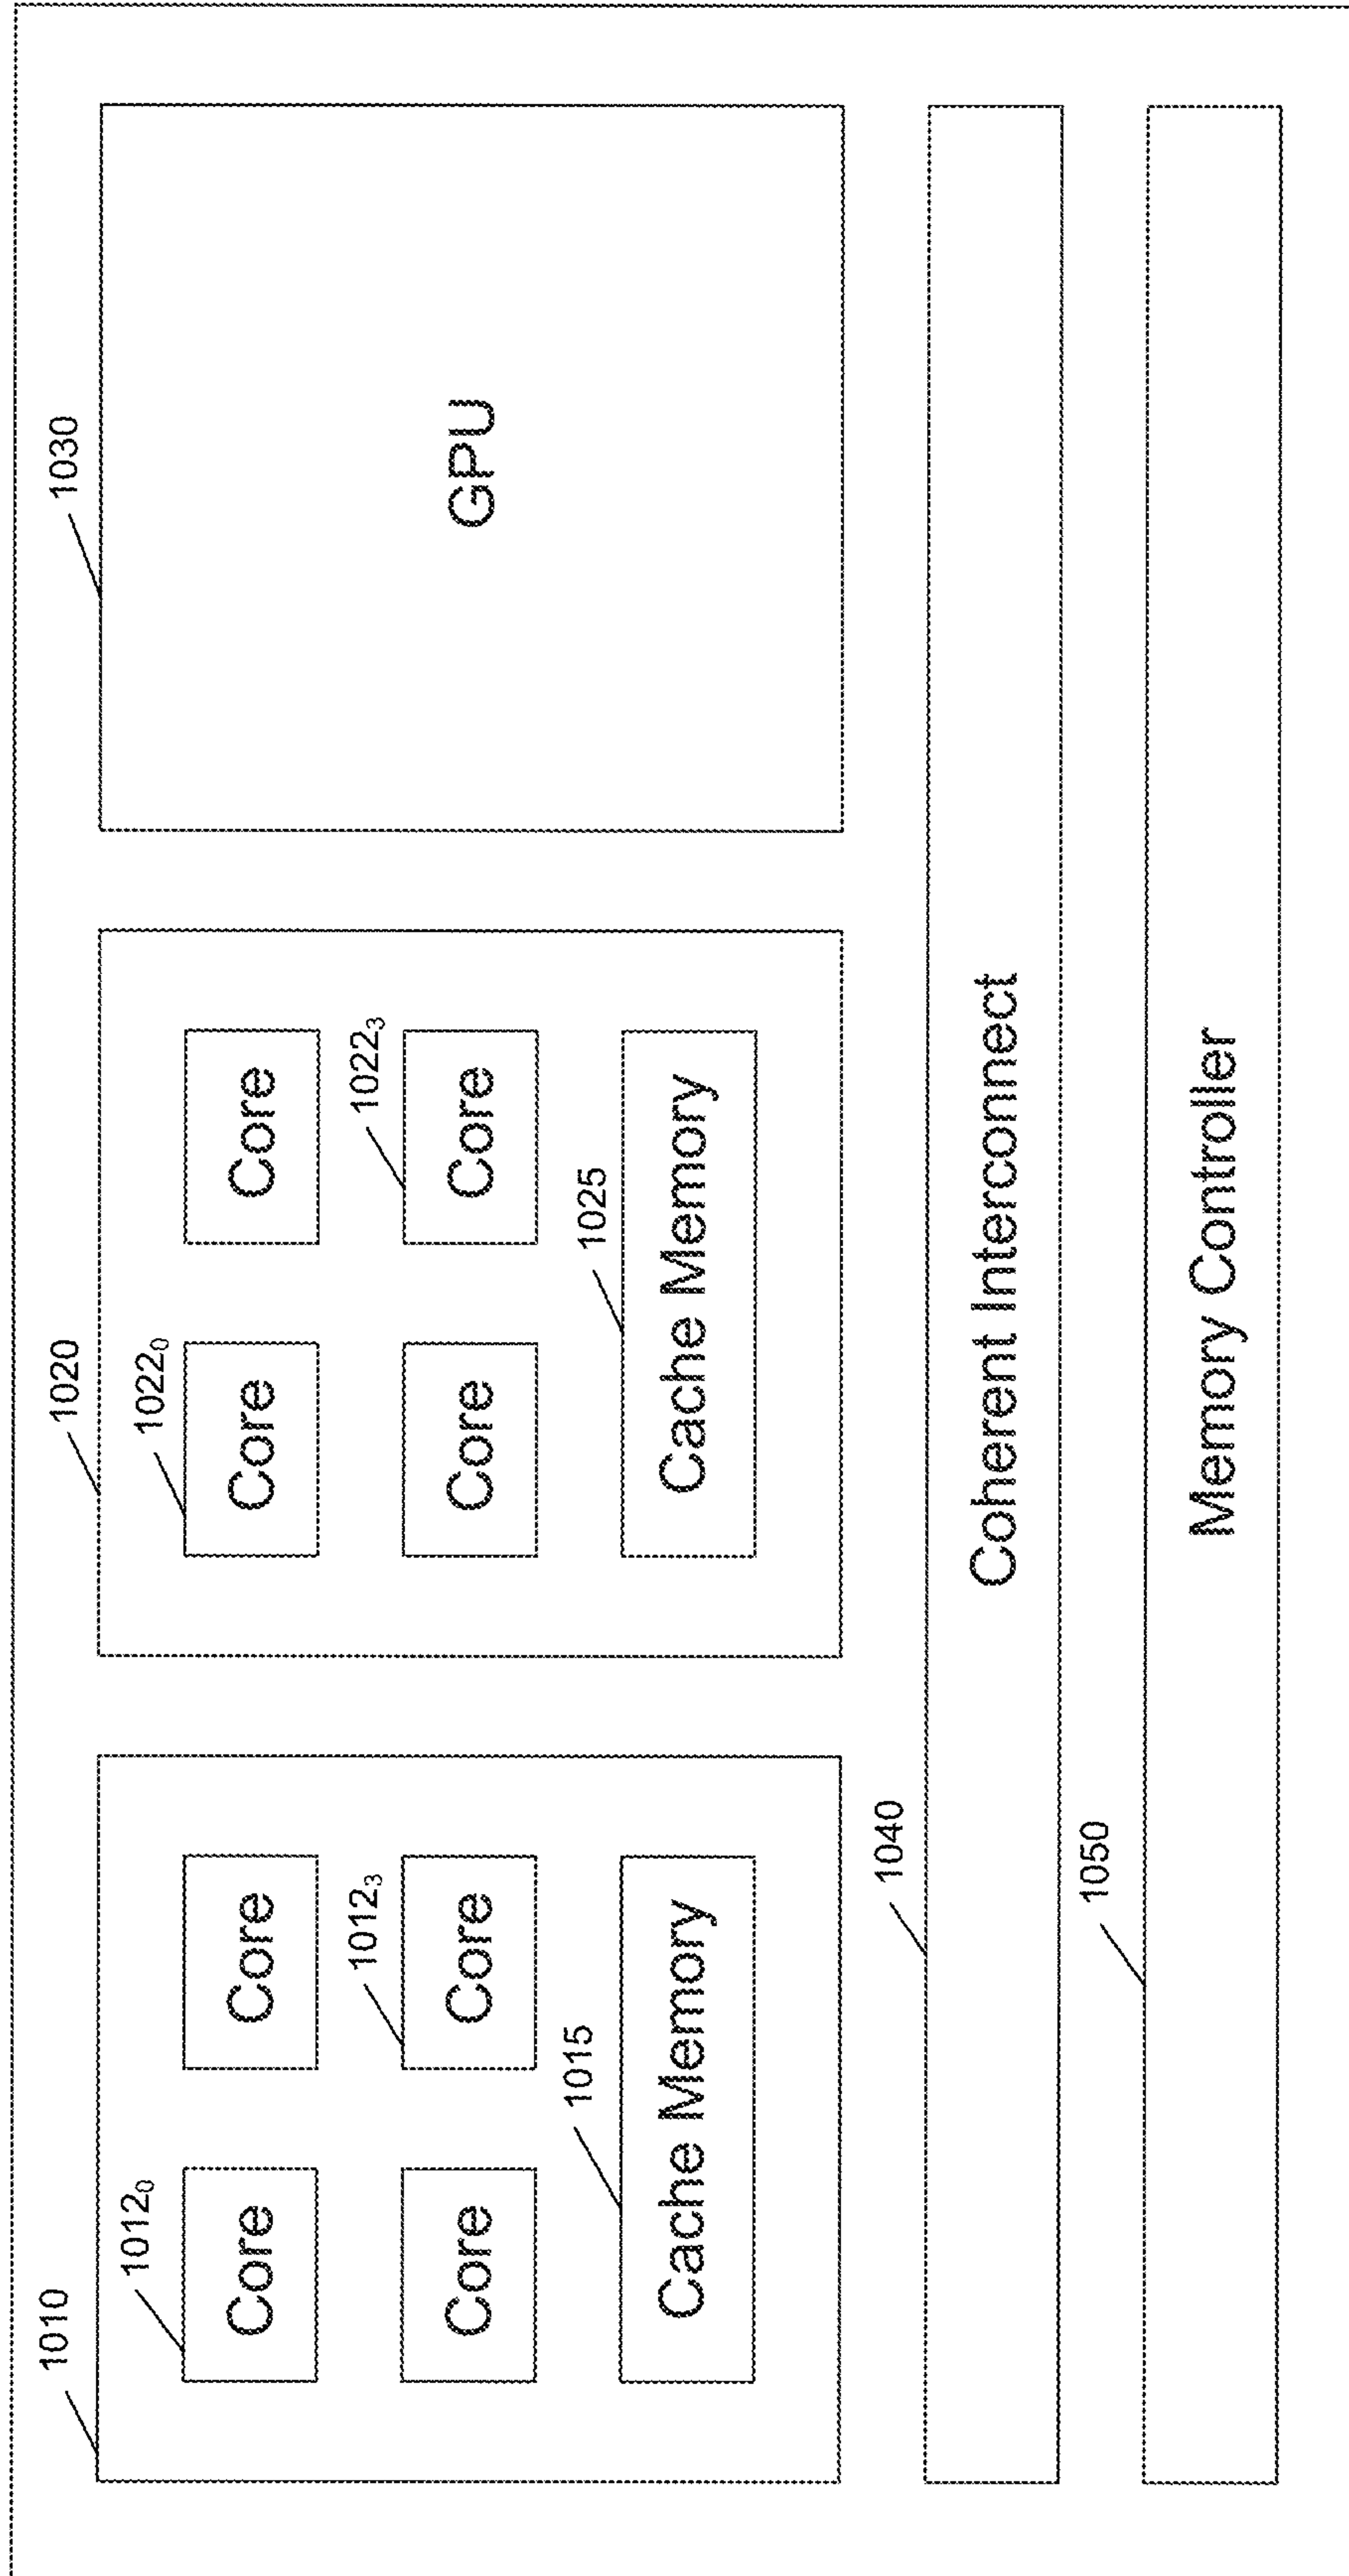 1010
1012₀
Core
Core
1012₃
Core
Core
1015
Cache Memory
1020
1022₀
Core
Core
1022₃
Core
Core
1025
Cache Memory
1030
GPU
1040
Coherent Interconnect
1050
Memory Controller